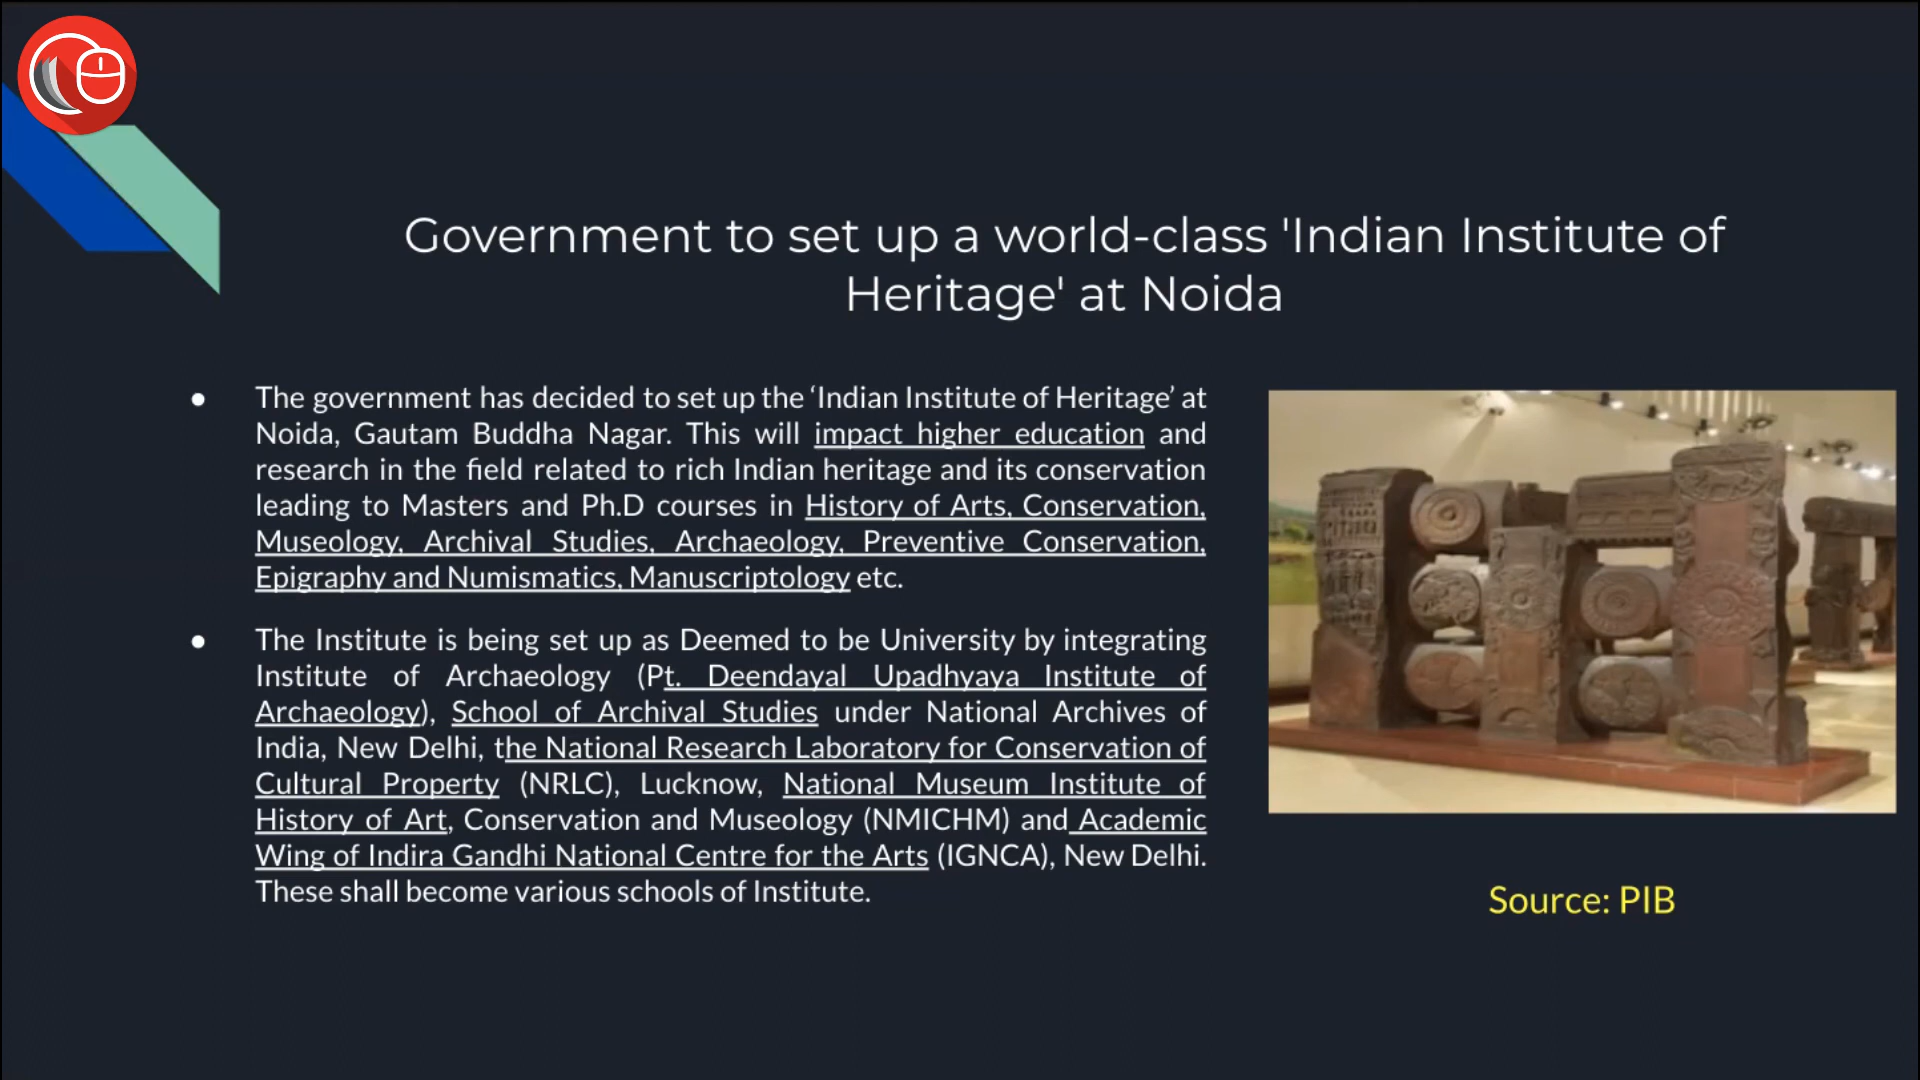 Government to set up a world-class 'Indian Institute of
Heritage' at Noida
● The government has decided to set up the ‘Indian Institute of Heritage’ at
Noida, Gautam Buddha Nagar. This will impact higher education and
research in the field related to rich Indian heritage and its conservation
leading to Masters and Ph.D courses in History of Arts, Conservation,
Museology, Archival Studies, Archaeology, Preventive Conservation,
Epigraphy and Numismatics, Manuscriptology etc.
● The Institute is being set up as Deemed to be University by integrating
Institute of Archaeology (Pt. Deendayal Upadhyaya Institute of
Archaeology), School of Archival Studies under National Archives of
India, New Delhi, the National Research Laboratory for Conservation of
Cultural Property (NRLC), Lucknow, National Museum Institute of
History of Art, Conservation and Museology (NMICHM) and Academic
Wing of Indira Gandhi National Centre for the Arts (IGNCA), New Delhi.
These shall become various schools of Institute.
Source: PIB